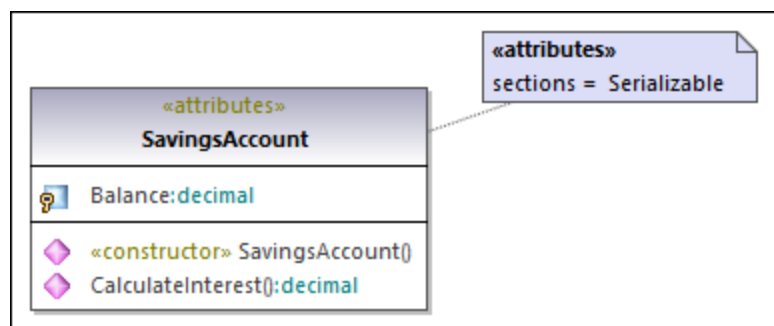 «attributes»
sections = Serializable
«attributes»
SavingsAccount
Balance:decimal
«constructor» SavingsAccount()
CalculateInterest():decimal